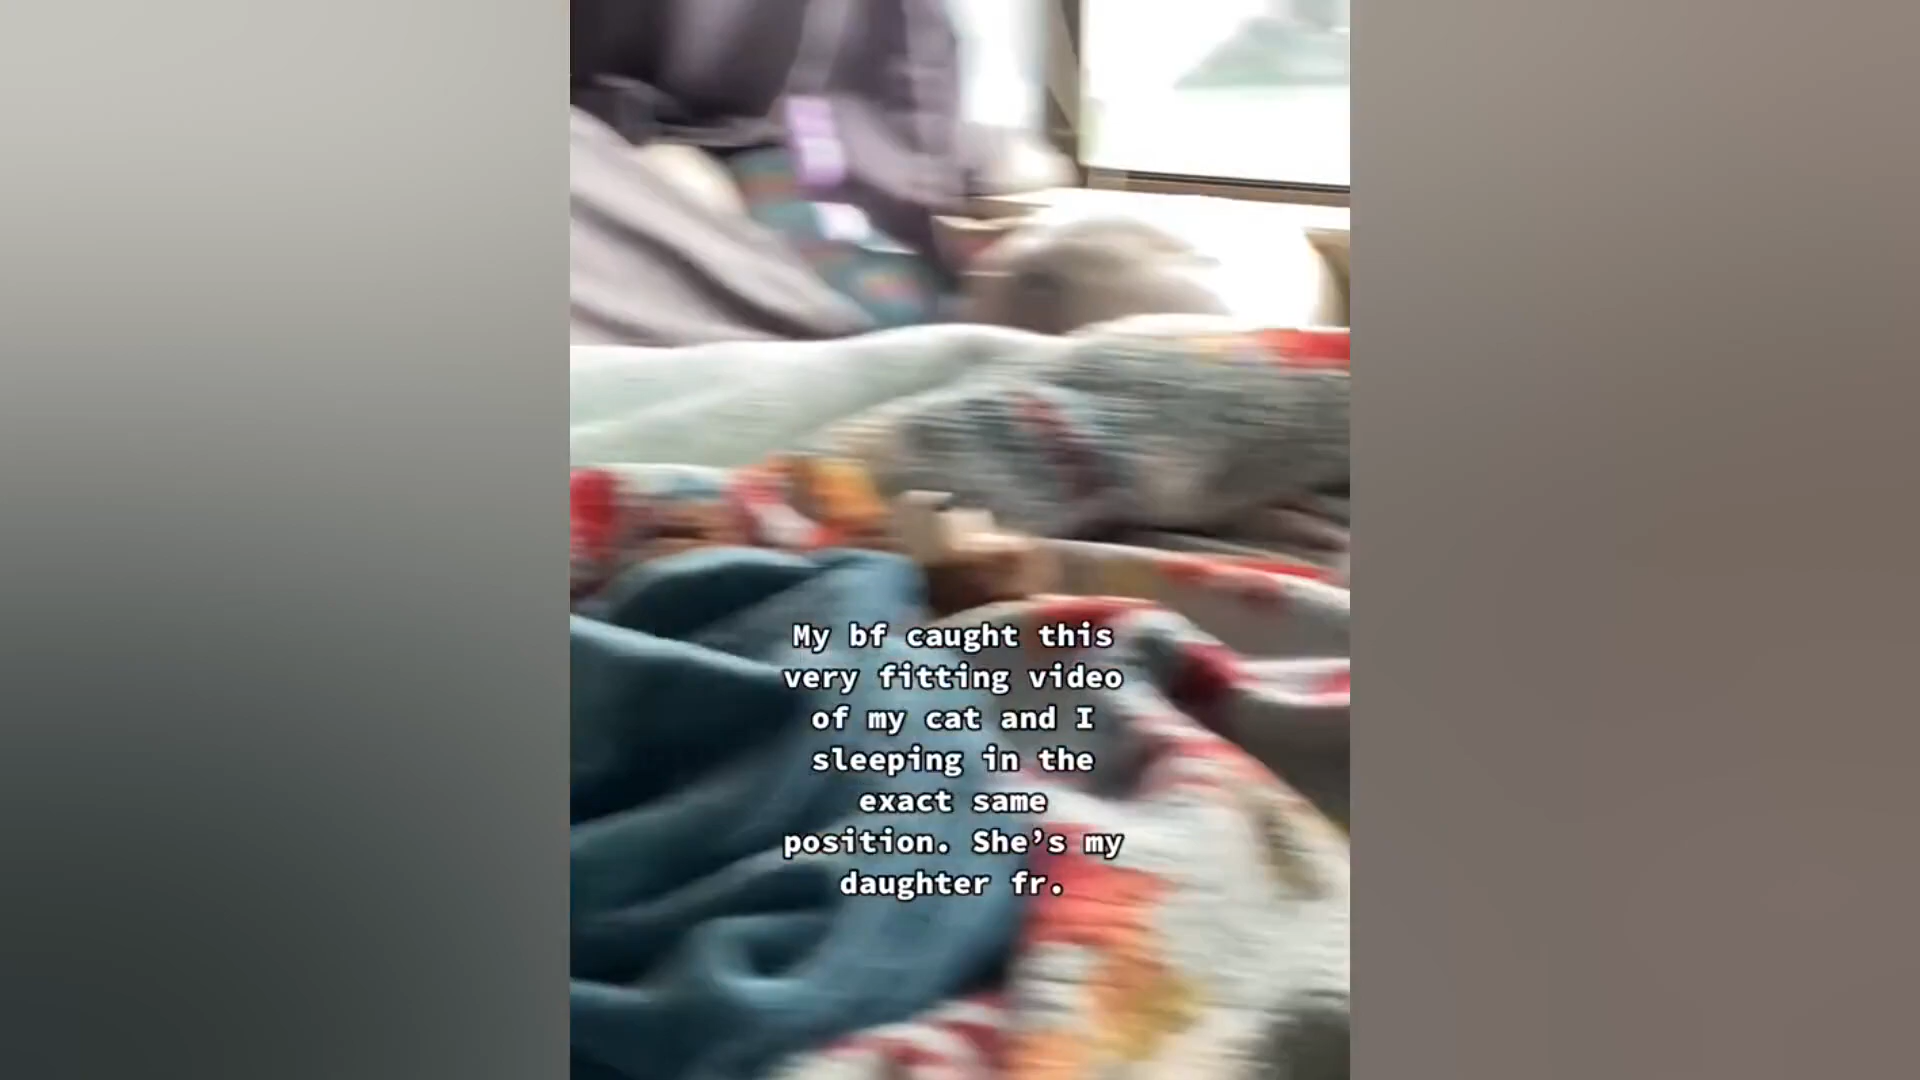 My bf caught this
very fitting video
of my cat and I
sleeping in the
exact same
position. She’s my
daughter fr.